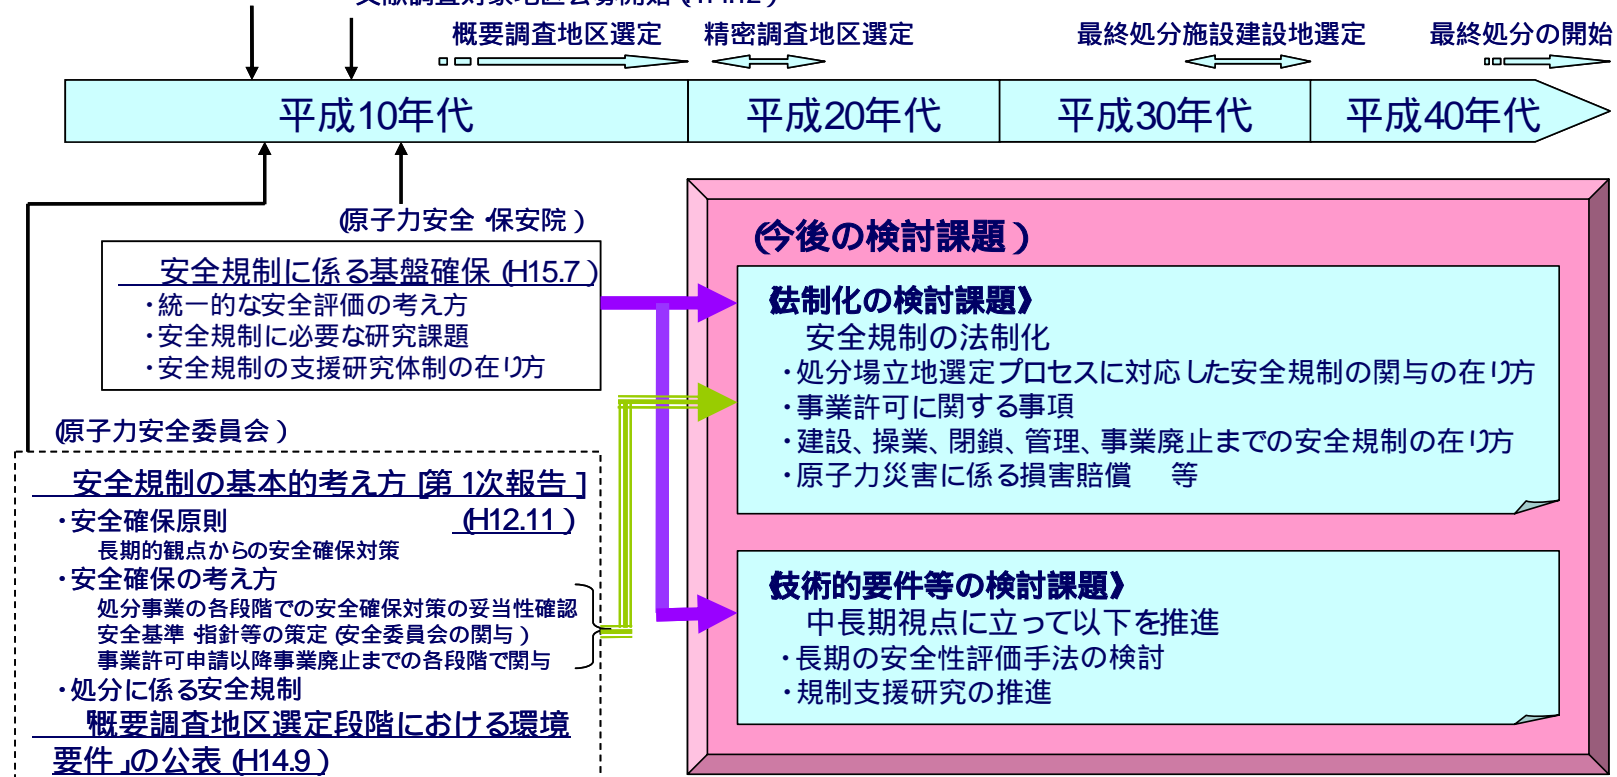 概要調査地区選定 精密調査地区選定 最終処分施設建設地選定 最終処分の開始
平成10年代 平成20年代 平成30年代 平成40年代
(原子力安全・保安院)
安全規制に係る基盤確保 (H15.7)
・統一的な安全評価の考え方
・安全規制に必要な研究課題
・安全規制の支援研究体制の在り方
(原子力安全委員会)
安全規制の基本的考え方 [第1次報告]
・安全確保原則 (H12.11)
長期的観点からの安全確保対策
・安全確保の考え方
処分事業の各段階での安全確保対策の妥当性確認
安全基準・指針等の策定 (安全委員会の関与)
事業許可申請以降事業廃止までの各段階で関与
・処分に係る安全規制
「概要調査地区選定段階における環境
要件」の公表 (H14.9)
(今後の検討課題)
《法制化の検討課題》
安全規制の法制化
・処分場立地選定プロセスに対応した安全規制の関与の在り方
・事業許可に関する事項
・建設、操業、閉鎖、管理、事業廃止までの安全規制の在り方
・原子力災害に係る損害賠償 等
《技術的要件等の検討課題》
中長期視点に立って以下を推進
・長期の安全性評価手法の検討
・規制支援研究の推進